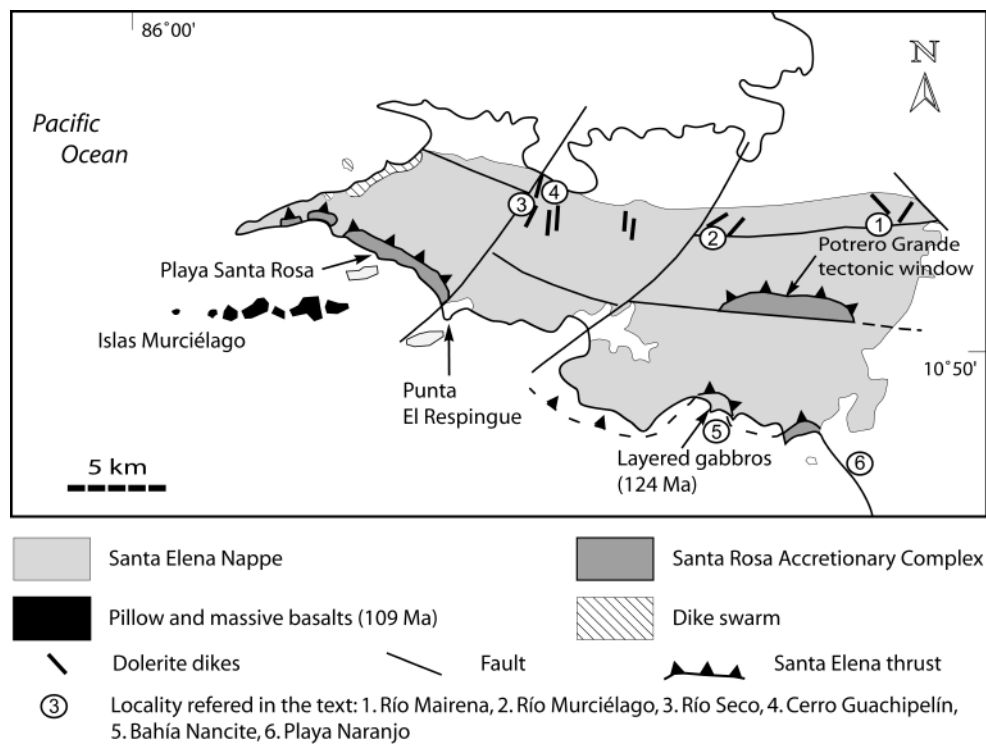 86°00'
N
Pacific
Ocean
4
3
1
2
Potrero Grande
tectonic window
Playa Santa Rosa
Islas Murciélago
10°50'
Punta
El Respingue
5
Layered gabbros
(124 Ma)
6
5 km
Santa Elena Nappe
Santa Rosa Accretionary Complex
Pillow and massive basalts (109 Ma)
Dike swarm
Dolerite dikes
Fault
Santa Elena thrust
3 Locality refered in the text: 1. Río Mairena, 2. Río Murciélago, 3. Río Seco, 4. Cerro Guachipelín,
5. Bahía Nancite, 6. Playa Naranjo